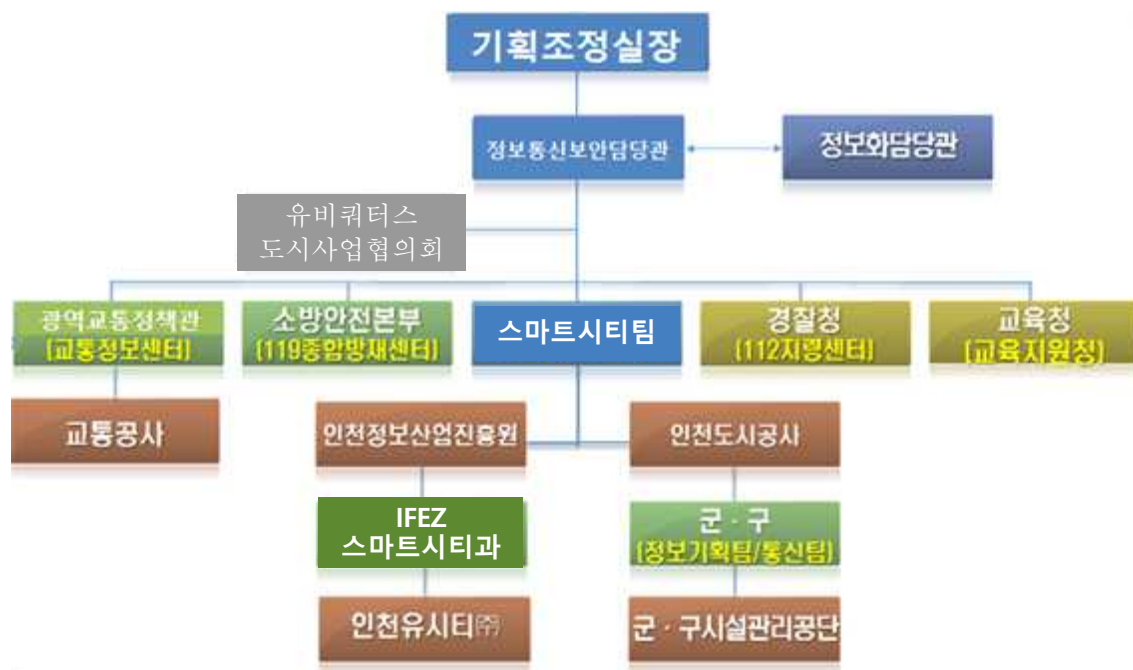 기획조정실장
정보통신보안담당관
정보화담당관
유비쿼터스
도시사업협의회
광역교통정책관
(교통정보센터)
소방안전본부
(119종합방재센터)
스마트시티팀
경찰청
(112지령센터)
교육청
(교육지원청)
교통공사
인천정보산업진흥원
인천도시공사
IFEZ
스마트시티과
군 · 구
(정보기획팀/통신팀)
인천유시티㈜
군 · 구시설관리공단